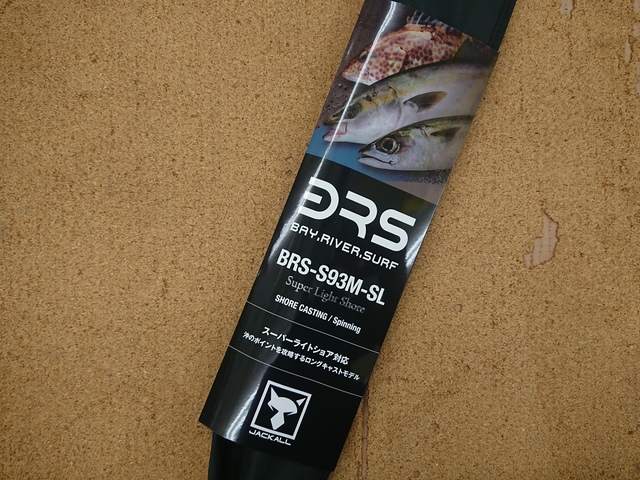 BRS
BAY.RIVER.SURF
BRS-S93M-SL
Super Light Shore
SHORE CASTING / Spinning
スーパーライトショア対応
沖のポイントを攻略するロングキャストモデル
JACKALL